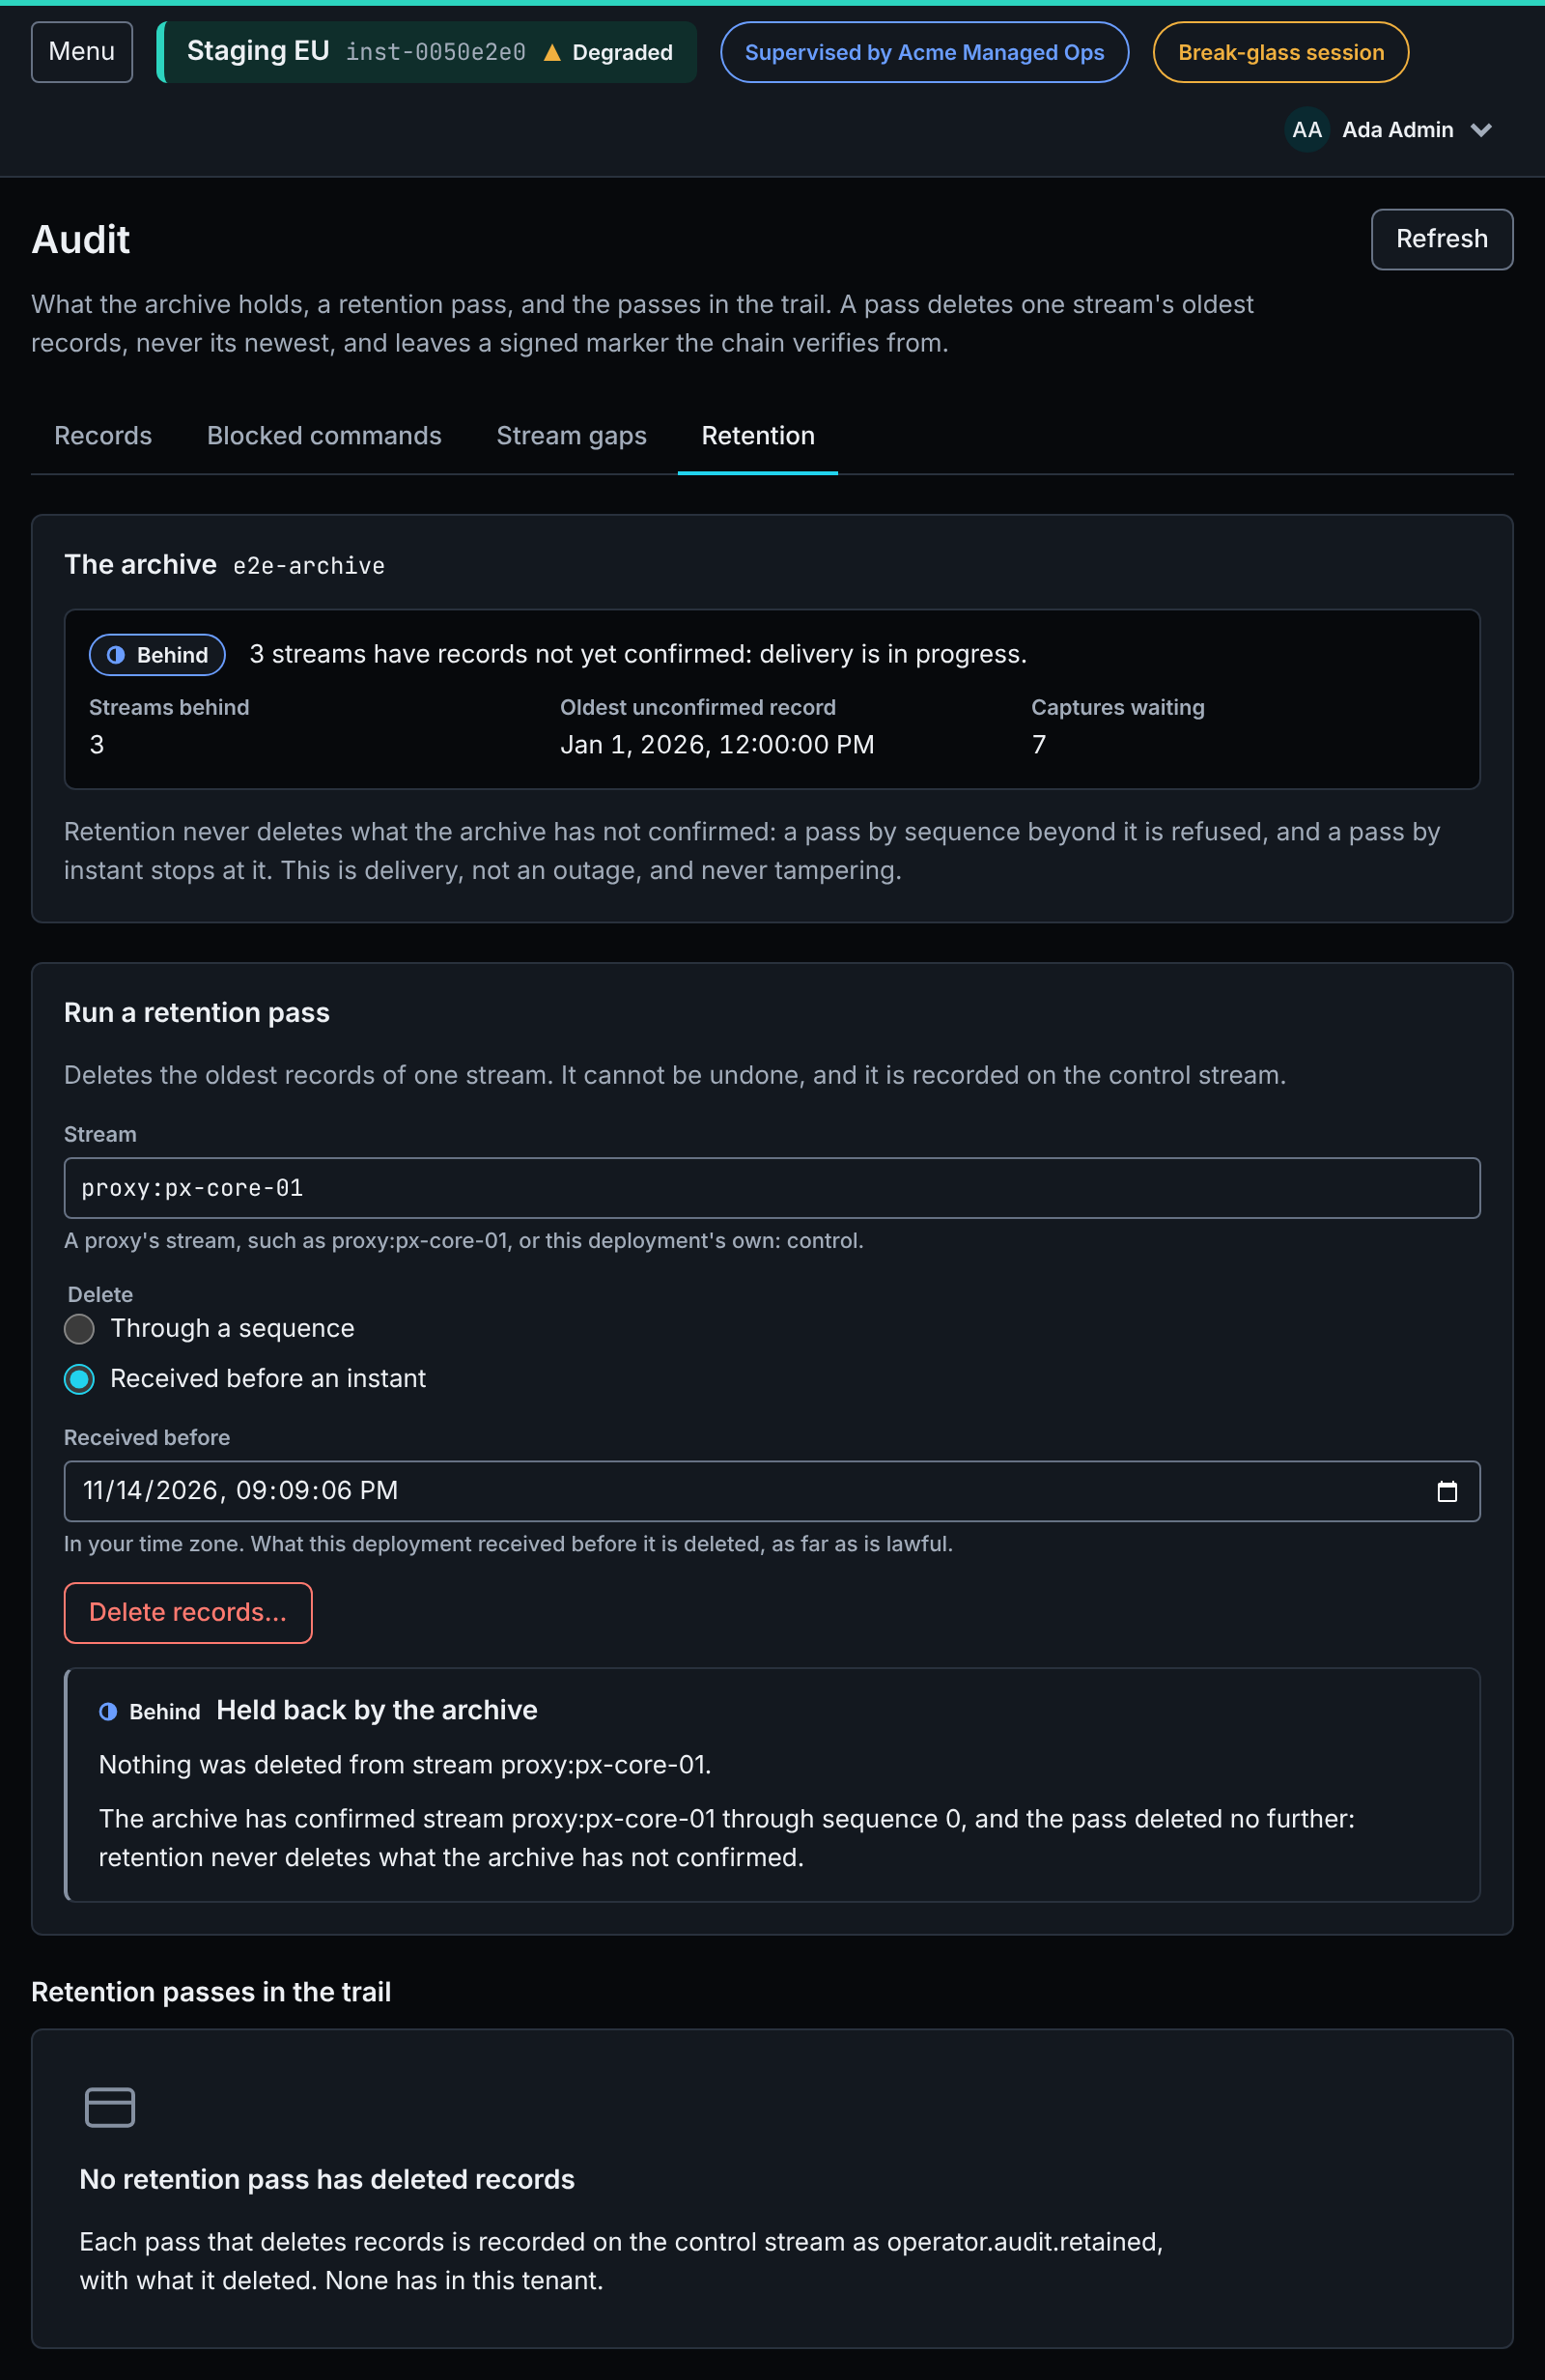 Menu
Staging EU inst-0050e2e0 Degraded
Supervised by Acme Managed Ops
Break-glass session
AA Ada Admin
Audit
Refresh
What the archive holds, a retention pass, and the passes in the trail. A pass deletes one stream's oldest
records, never its newest, and leaves a signed marker the chain verifies from.
Records Blocked commands Stream gaps Retention
The archive e2e-archive
Behind 3 streams have records not yet confirmed: delivery is in progress.
Streams behind Oldest unconfirmed record Captures waiting
3 Jan 1, 2026, 12:00:00 PM 7
Retention never deletes what the archive has not confirmed: a pass by sequence beyond it is refused, and a pass by
instant stops at it. This is delivery, not an outage, and never tampering.
Run a retention pass
Deletes the oldest records of one stream. It cannot be undone, and it is recorded on the control stream.
Stream
proxy:px-core-01
A proxy's stream, such as proxy:px-core-01, or this deployment's own: control.
Delete
Through a sequence
Received before an instant
Received before
11/14/2026, 09:09:06 PM
In your time zone. What this deployment received before it is deleted, as far as is lawful.
Delete records...
Behind Held back by the archive
Nothing was deleted from stream proxy:px-core-01.
The archive has confirmed stream proxy:px-core-01 through sequence 0, and the pass deleted no further:
retention never deletes what the archive has not confirmed.
Retention passes in the trail
No retention pass has deleted records
Each pass that deletes records is recorded on the control stream as operator.audit.retained,
with what it deleted. None has in this tenant.